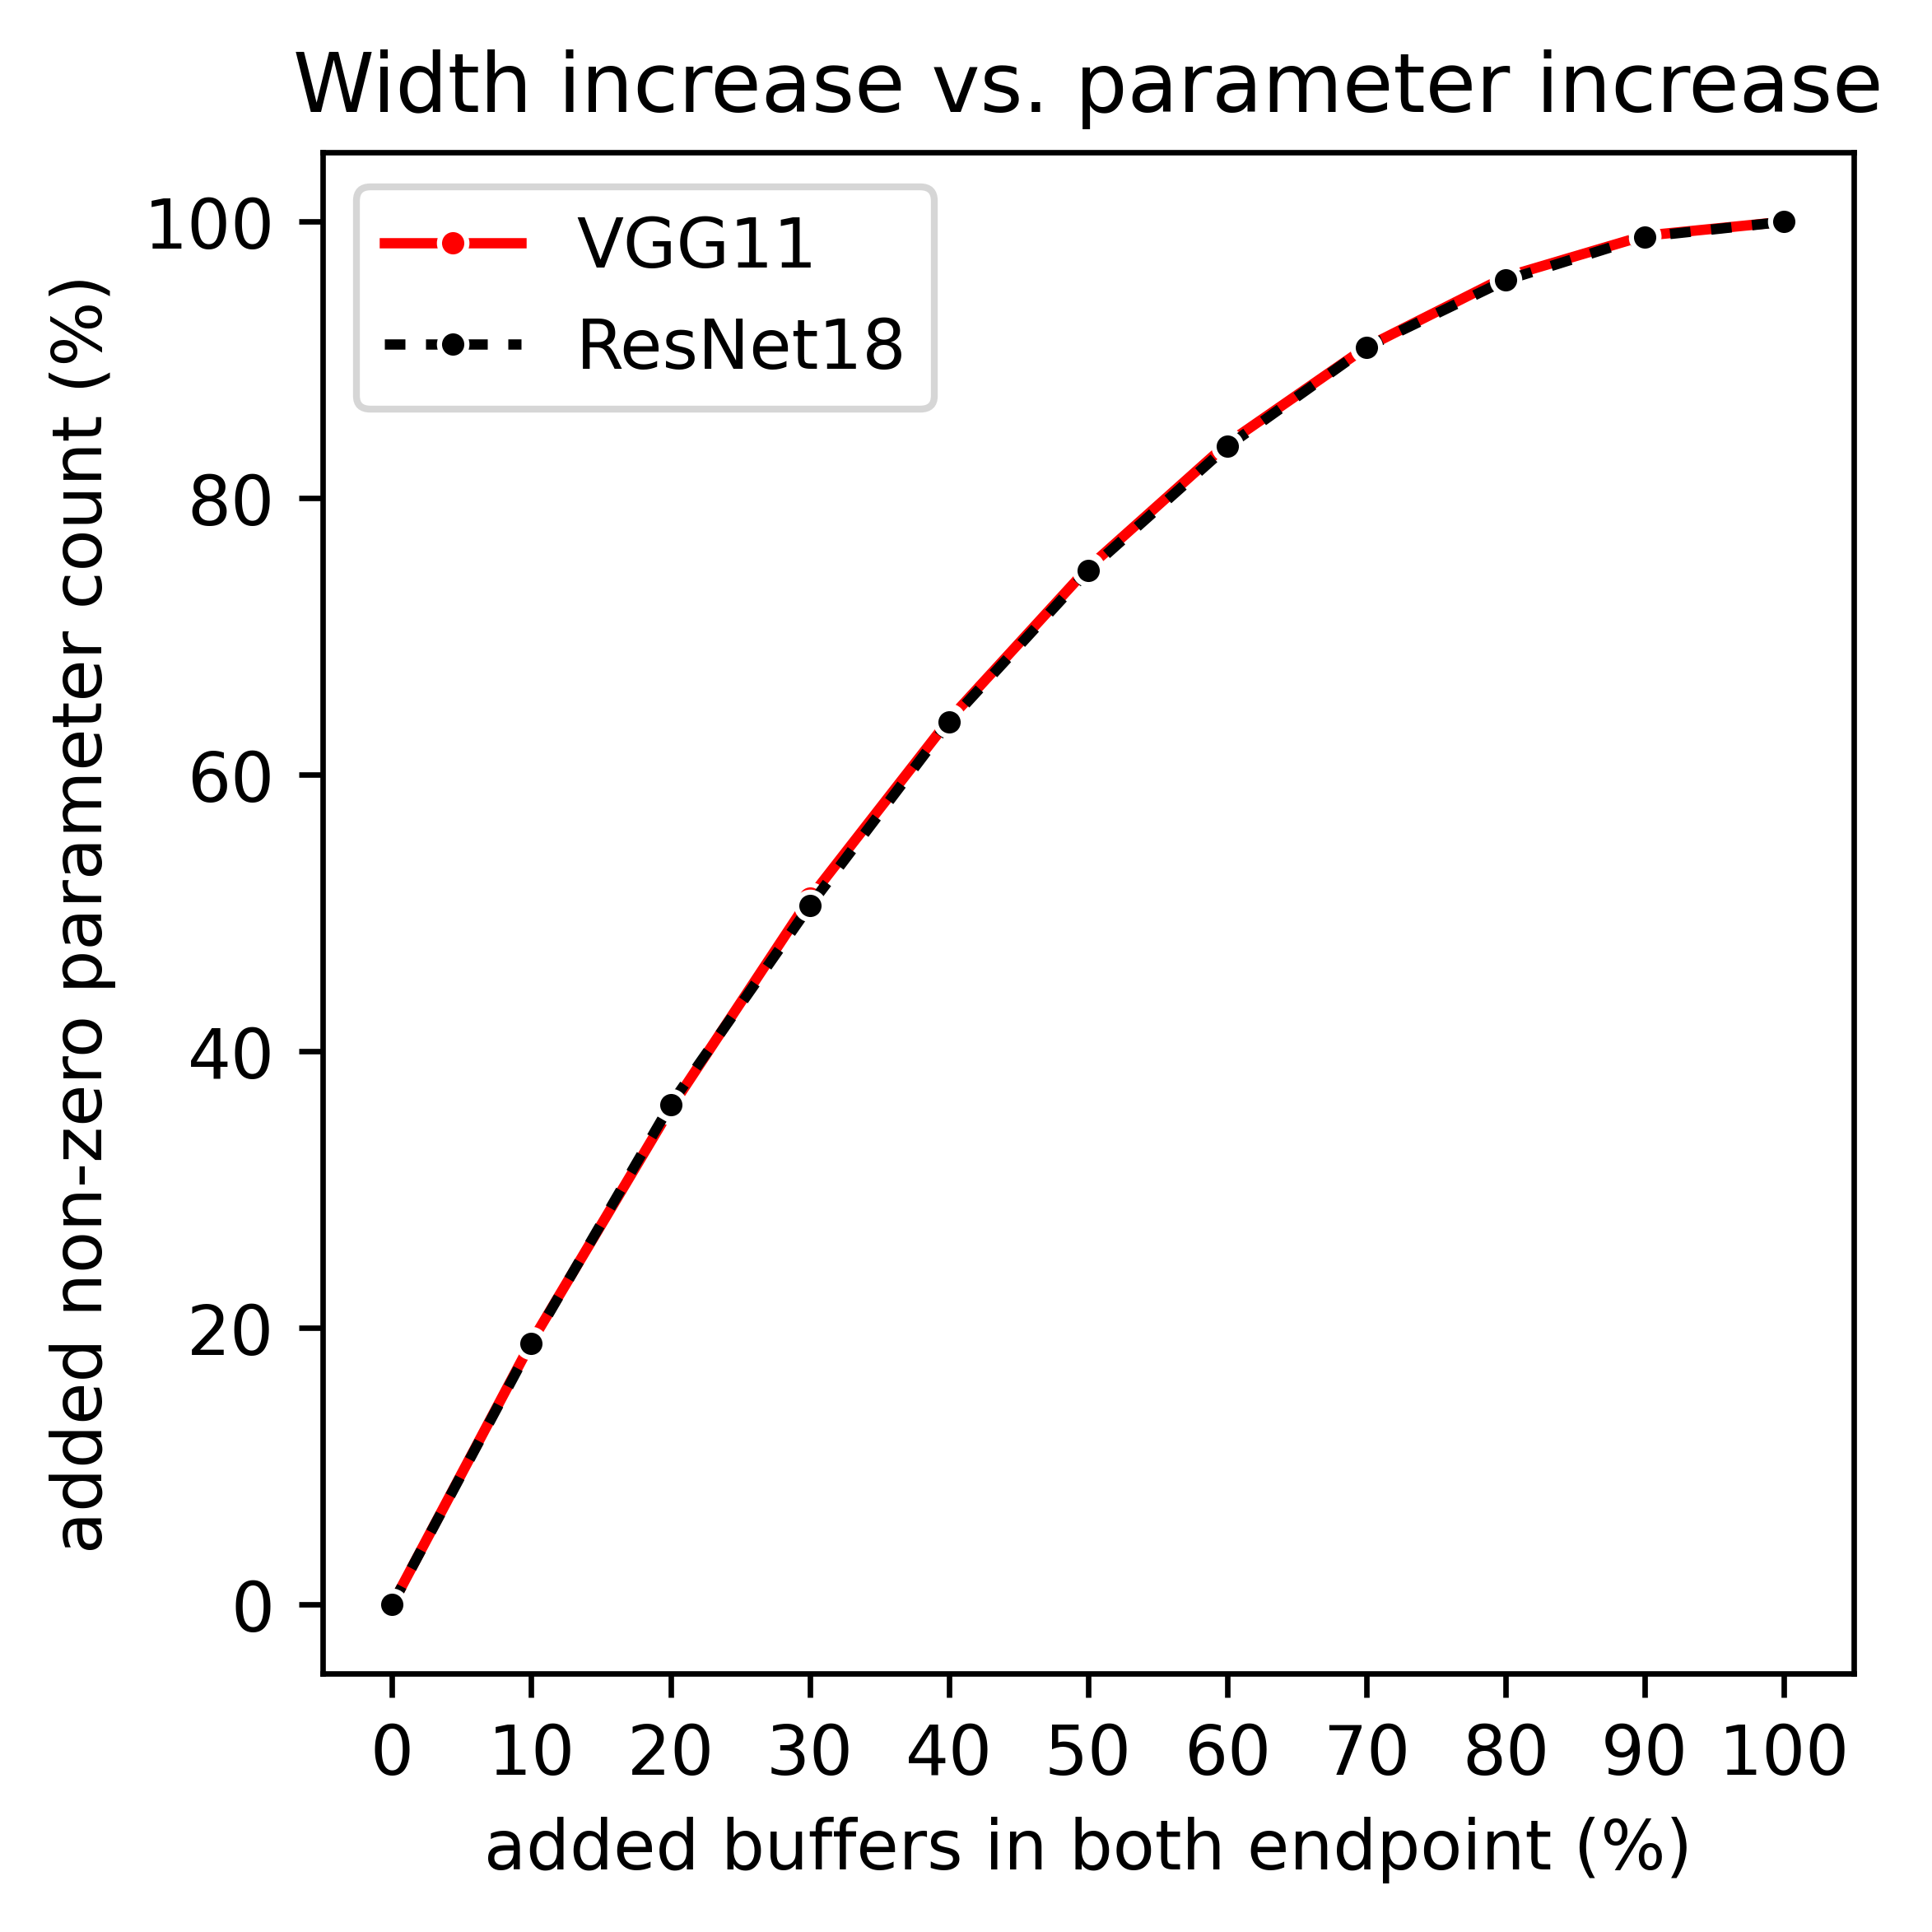 Width increase vs. parameter increase
added non-zero parameter count (%)
100
80
60
40
20
0
VGG11
ResNet18
0 10 20 30 40 50 60 70 80 90 100
added buffers in both endpoint (%)